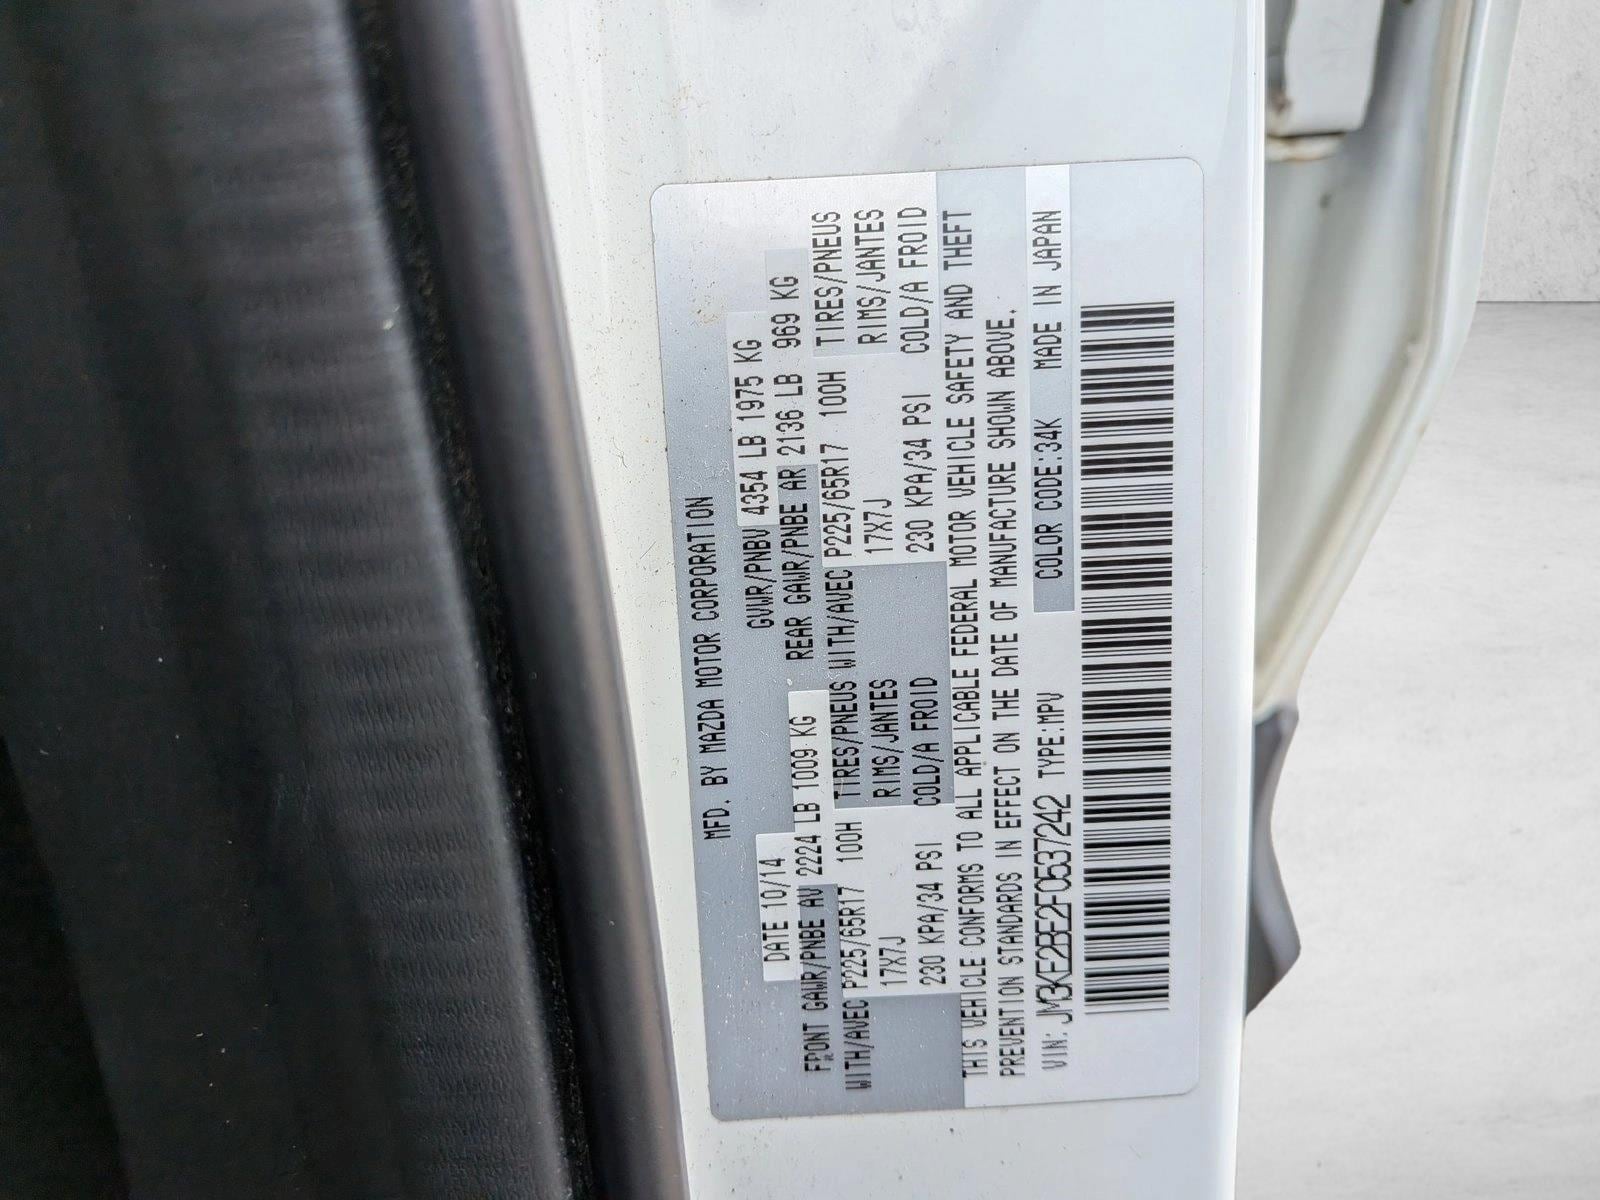 MFD. BY MAZDA MOTOR CORPORATION
DATE 10/14 GVWR/PNBV 4354 LB 1975 KG
FRONT GAWR/PNBE AV 2224 LB 1009 KG REAR GAWR/PNBE AR 2136 LB 969 KG
WITH/AVEC P225/65R17 100H TIRES/PNEUS WITH/AVEC P225/65R17 100H TIRES/PNEUS
17X7J RIMS/JANTES 17X7J RIMS/JANTES
230 KPA/34 PSI COLD/A FROID 230 KPA/34 PSI COLD/A FROID
THIS VEHICLE CONFORMS TO ALL APPLICABLE FEDERAL MOTOR VEHICLE SAFETY AND THEFT
PREVENTION STANDARDS IN EFFECT ON THE DATE OF MANUFACTURE SHOWN ABOVE.
VIN: JM3KE2BE2F0537242 TYPE:MPV COLOR CODE:34K MADE IN JAPAN